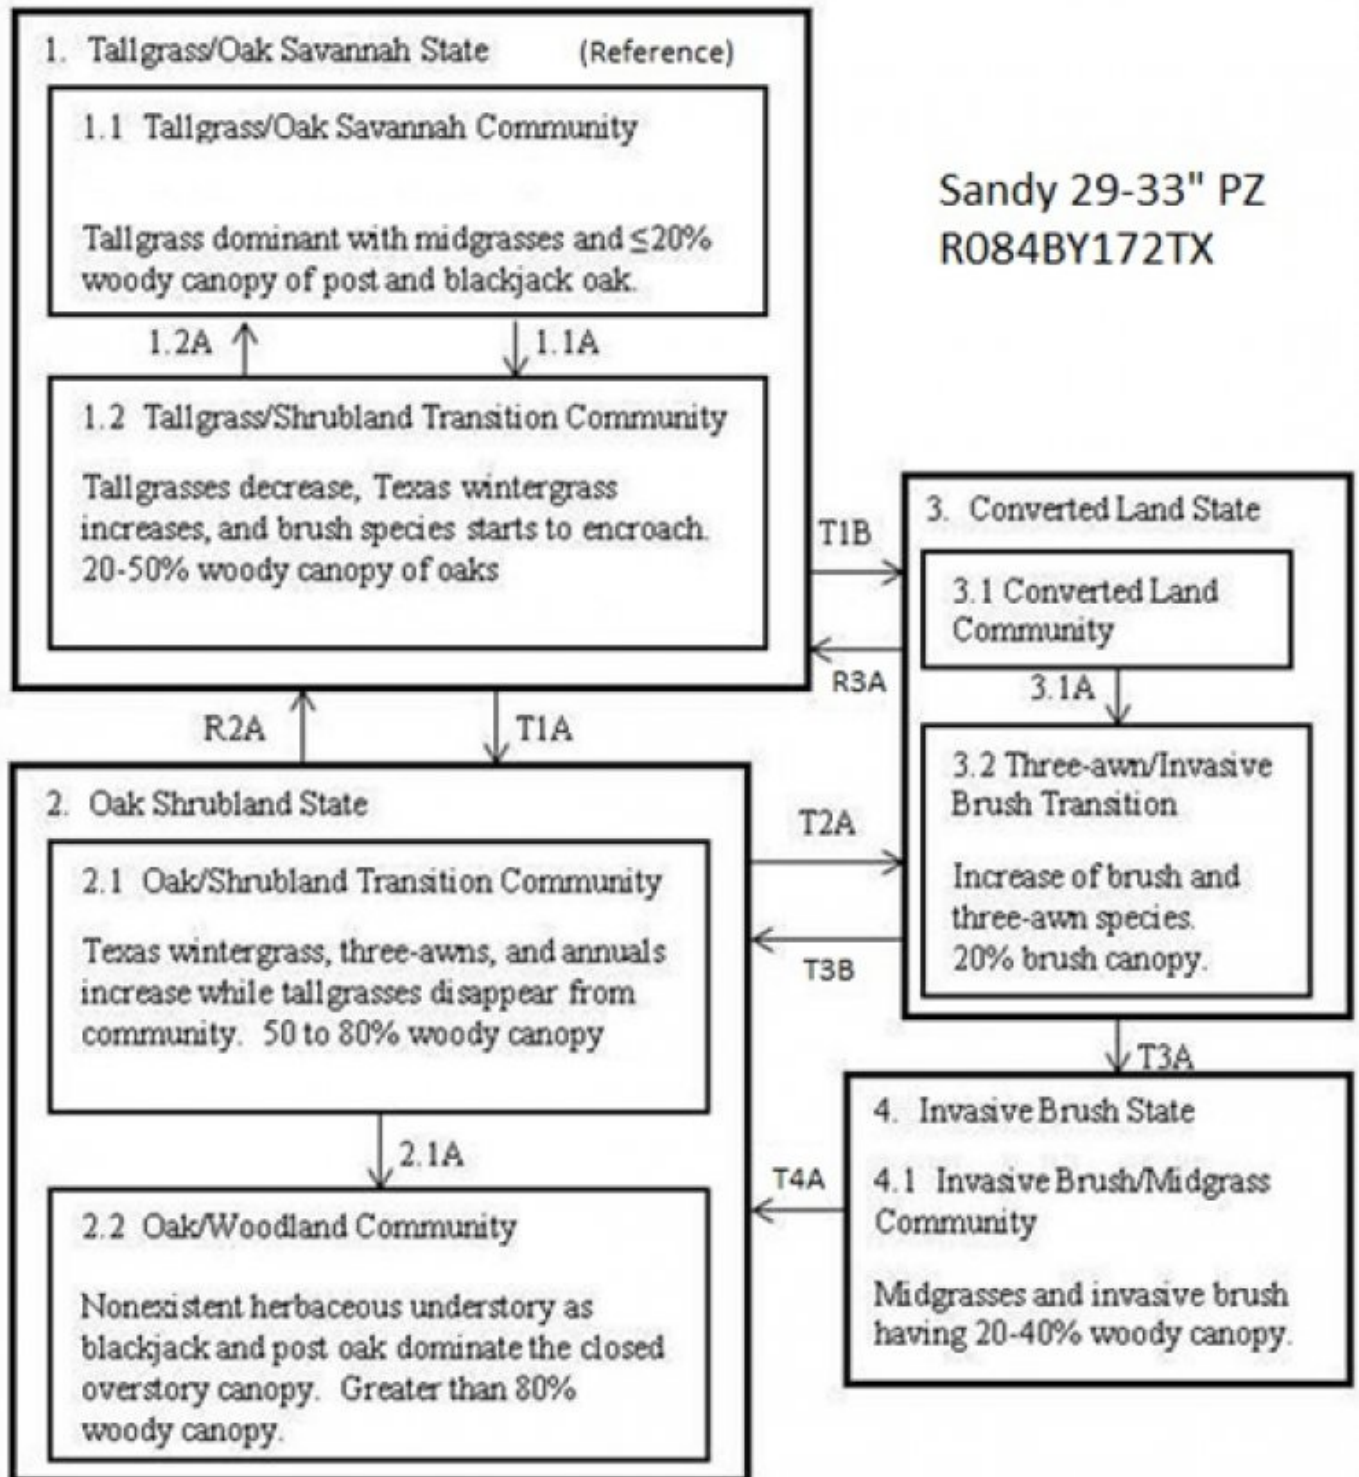 1. Tallgrass/Oak Savannah State (Reference)
1.1 Tallgrass/Oak Savannah Community
Tallgrass dominant with midgrasses and ≤20%
woody canopy of post and blackjack oak.
1.2A
1.1A
1.2 Tallgrass/Shrubland Transition Community
Tallgrasses decrease, Texas wintergrass
increases, and brush species starts to encroach.
20-50% woody canopy of oaks
Sandy 29-33" PZ
R084BY172TX
T1B
R3A
R2A
T1A
2. Oak Shrubland State
2.1 Oak/Shrubland Transition Community
Texas wintergrass, three-awns, and annuals
increase while tallgrasses disappear from
community. 50 to 80% woody canopy
2.1A
2.2 Oak/Woodland Community
Nonexistent herbaceous understory as
blackjack and post oak dominate the closed
overstory canopy. Greater than 80%
woody canopy.
T2A
T3B
3. Converted Land State
3.1 Converted Land
Community
3.1A
3.2 Three-awn/Invasive
Brush Transition
Increase of brush and
three-awn species.
20% brush canopy.
T3A
T4A
4. Invasive Brush State
4.1 Invasive Brush/Midgrass
Community
Midgrasses and invasive brush
having 20-40% woody canopy.